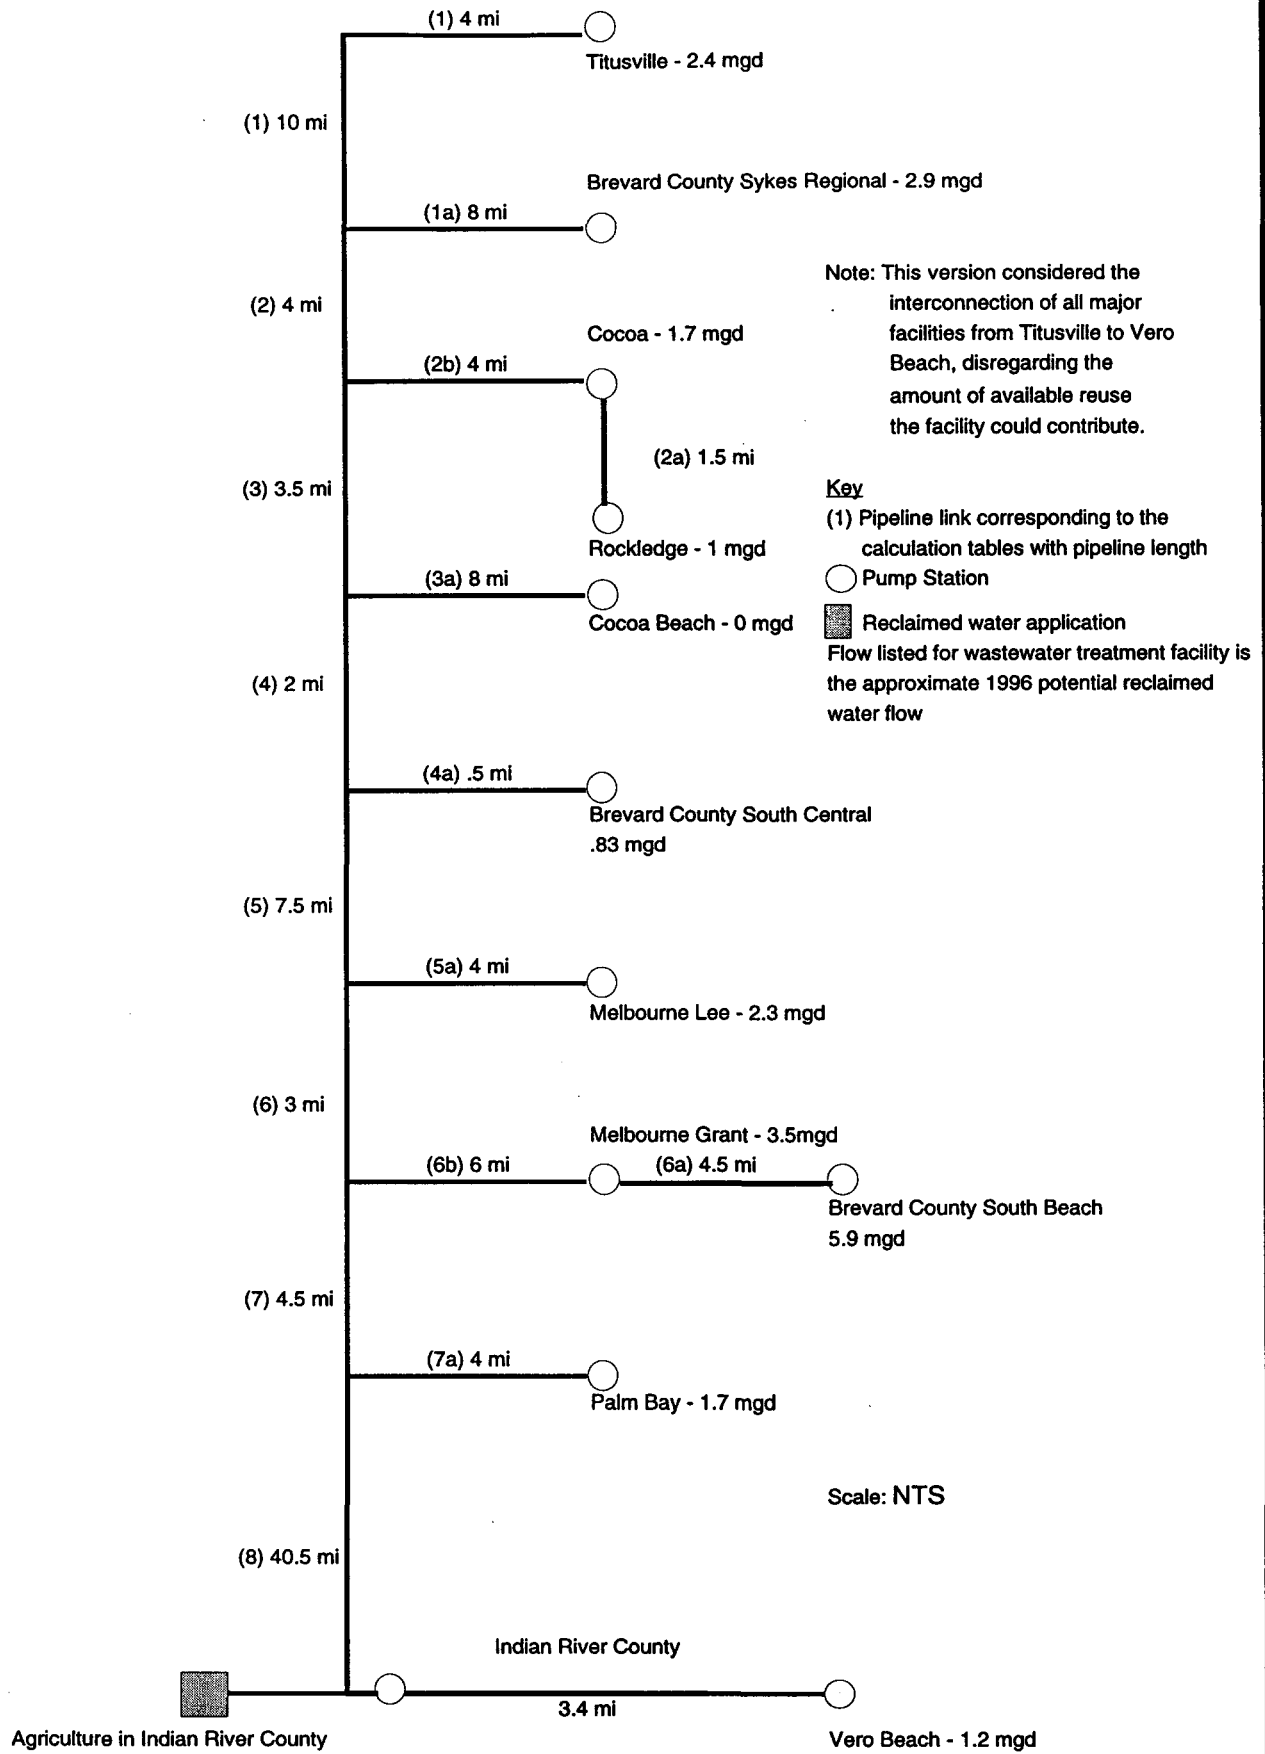 (1) 4 mi
Titusville - 2.4 mgd
(1) 10 mi
Brevard County Sykes Regional - 2.9 mgd
(1a) 8 mi
Note: This version considered the
interconnection of all major
facilities from Titusville to Vero
Beach, disregarding the
amount of available reuse
the facility could contribute.
(2) 4 mi
Cocoa - 1.7 mgd
(2b) 4 mi
(2a) 1.5 mi
(3) 3.5 mi
Key
(1) Pipeline link corresponding to the
calculation tables with pipeline length
Pump Station
Reclaimed water application
Flow listed for wastewater treatment facility is
the approximate 1996 potential reclaimed
water flow
Rockledge - 1 mgd
(3a) 8 mi
Cocoa Beach - 0 mgd
(4) 2 mi
(4a) .5 mi
Brevard County South Central
.83 mgd
(5) 7.5 mi
(5a) 4 mi
Melbourne Lee - 2.3 mgd
(6) 3 mi
Melbourne Grant - 3.5mgd
(6b) 6 mi
(6a) 4.5 mi
Brevard County South Beach
5.9 mgd
(7) 4.5 mi
(7a) 4 mi
Palm Bay - 1.7 mgd
Scale: NTS
(8) 40.5 mi
Indian River County
3.4 mi
Agriculture in Indian River County
Vero Beach - 1.2 mgd